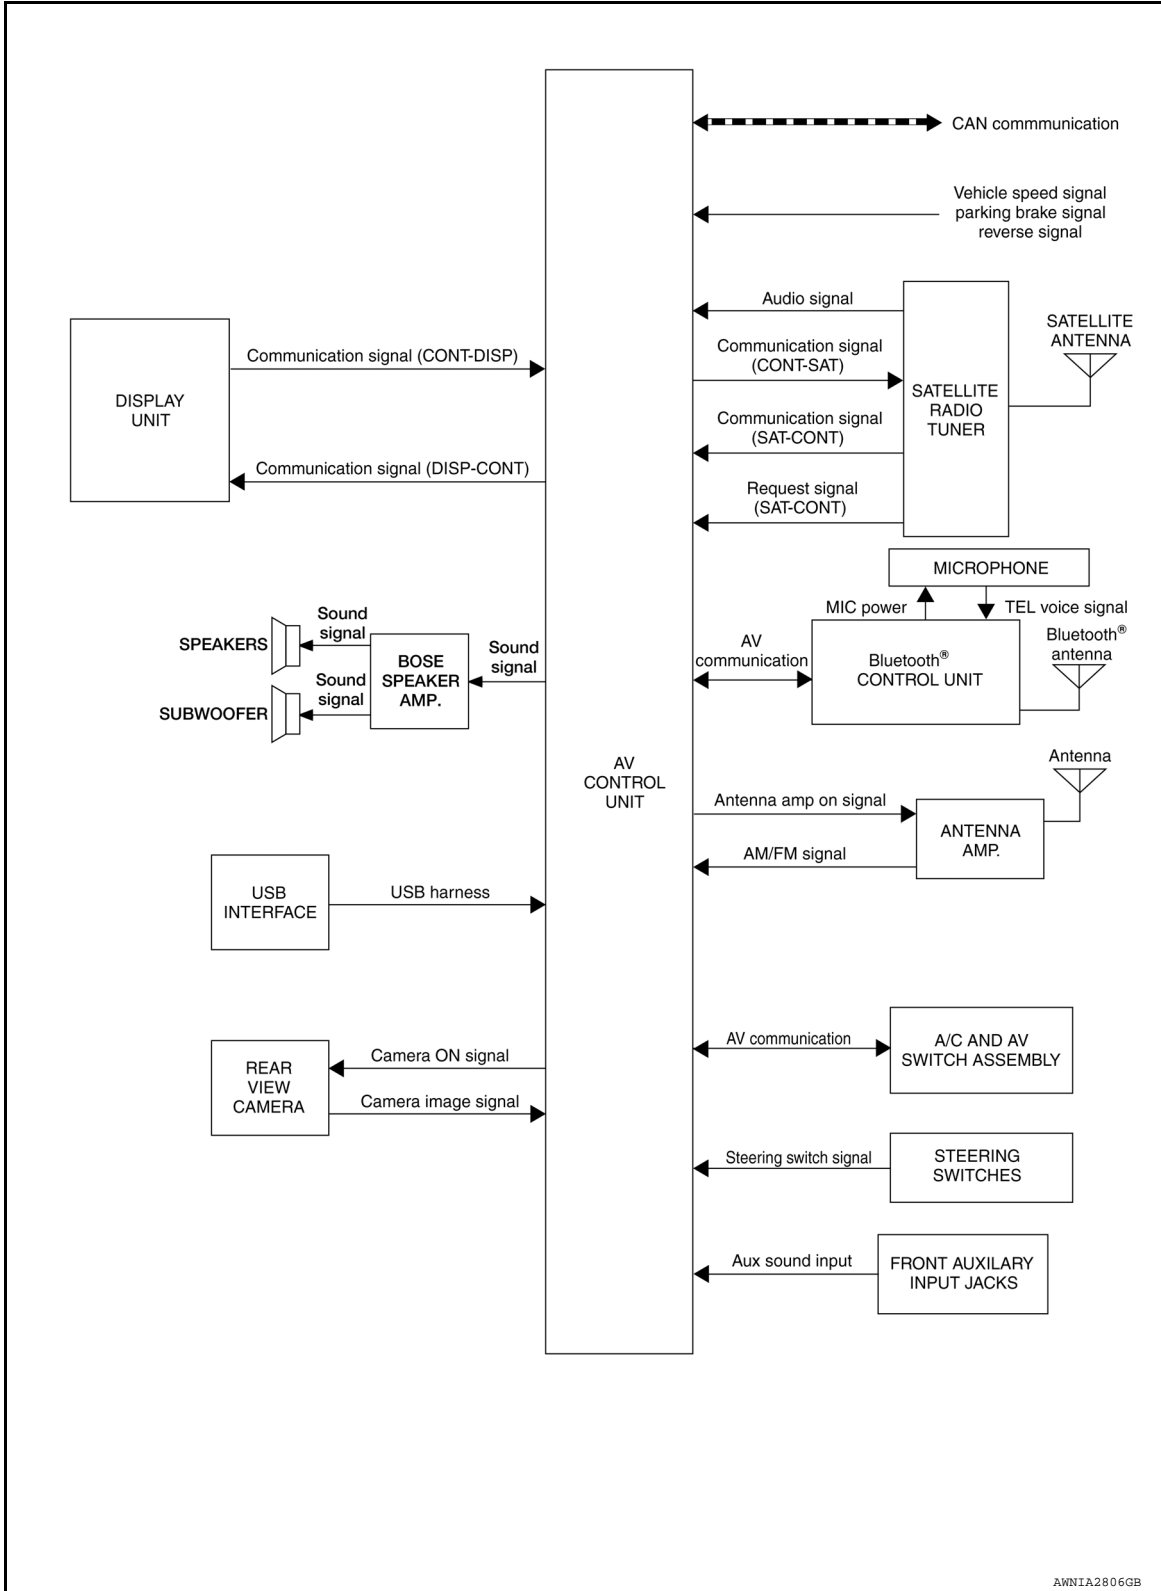 CAN commmunication
Vehicle speed signal
parking brake signal
reverse signal
Audio signal
Communication signal
(CONT-SAT)
Communication signal
(SAT-CONT)
Request signal
(SAT-CONT)
SATELLITE
RADIO
TUNER
SATELLITE
ANTENNA
DISPLAY
UNIT
Communication signal (CONT-DISP)
Communication signal (DISP-CONT)
MICROPHONE
MIC power
TEL voice signal
AV
communication
Bluetooth®
CONTROL UNIT
Bluetooth®
antenna
SPEAKERS
Sound
signal
SUBWOOFER
Sound
signal
BOSE
SPEAKER
AMP.
Sound
signal
AV
CONTROL
UNIT
Antenna amp on signal
AM/FM signal
ANTENNA
AMP.
Antenna
USB
INTERFACE
USB harness
REAR
VIEW
CAMERA
Camera ON signal
Camera image signal
AV communication
A/C AND AV
SWITCH ASSEMBLY
Steering switch signal
STEERING
SWITCHES
Aux sound input
FRONT AUXILARY
INPUT JACKS
AWNIA2806GB